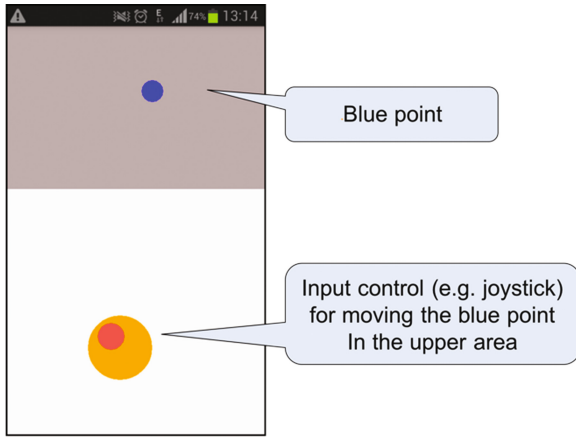 E 74% 13:14
Blue point
Input control (e.g. joystick)
for moving the blue point
In the upper area